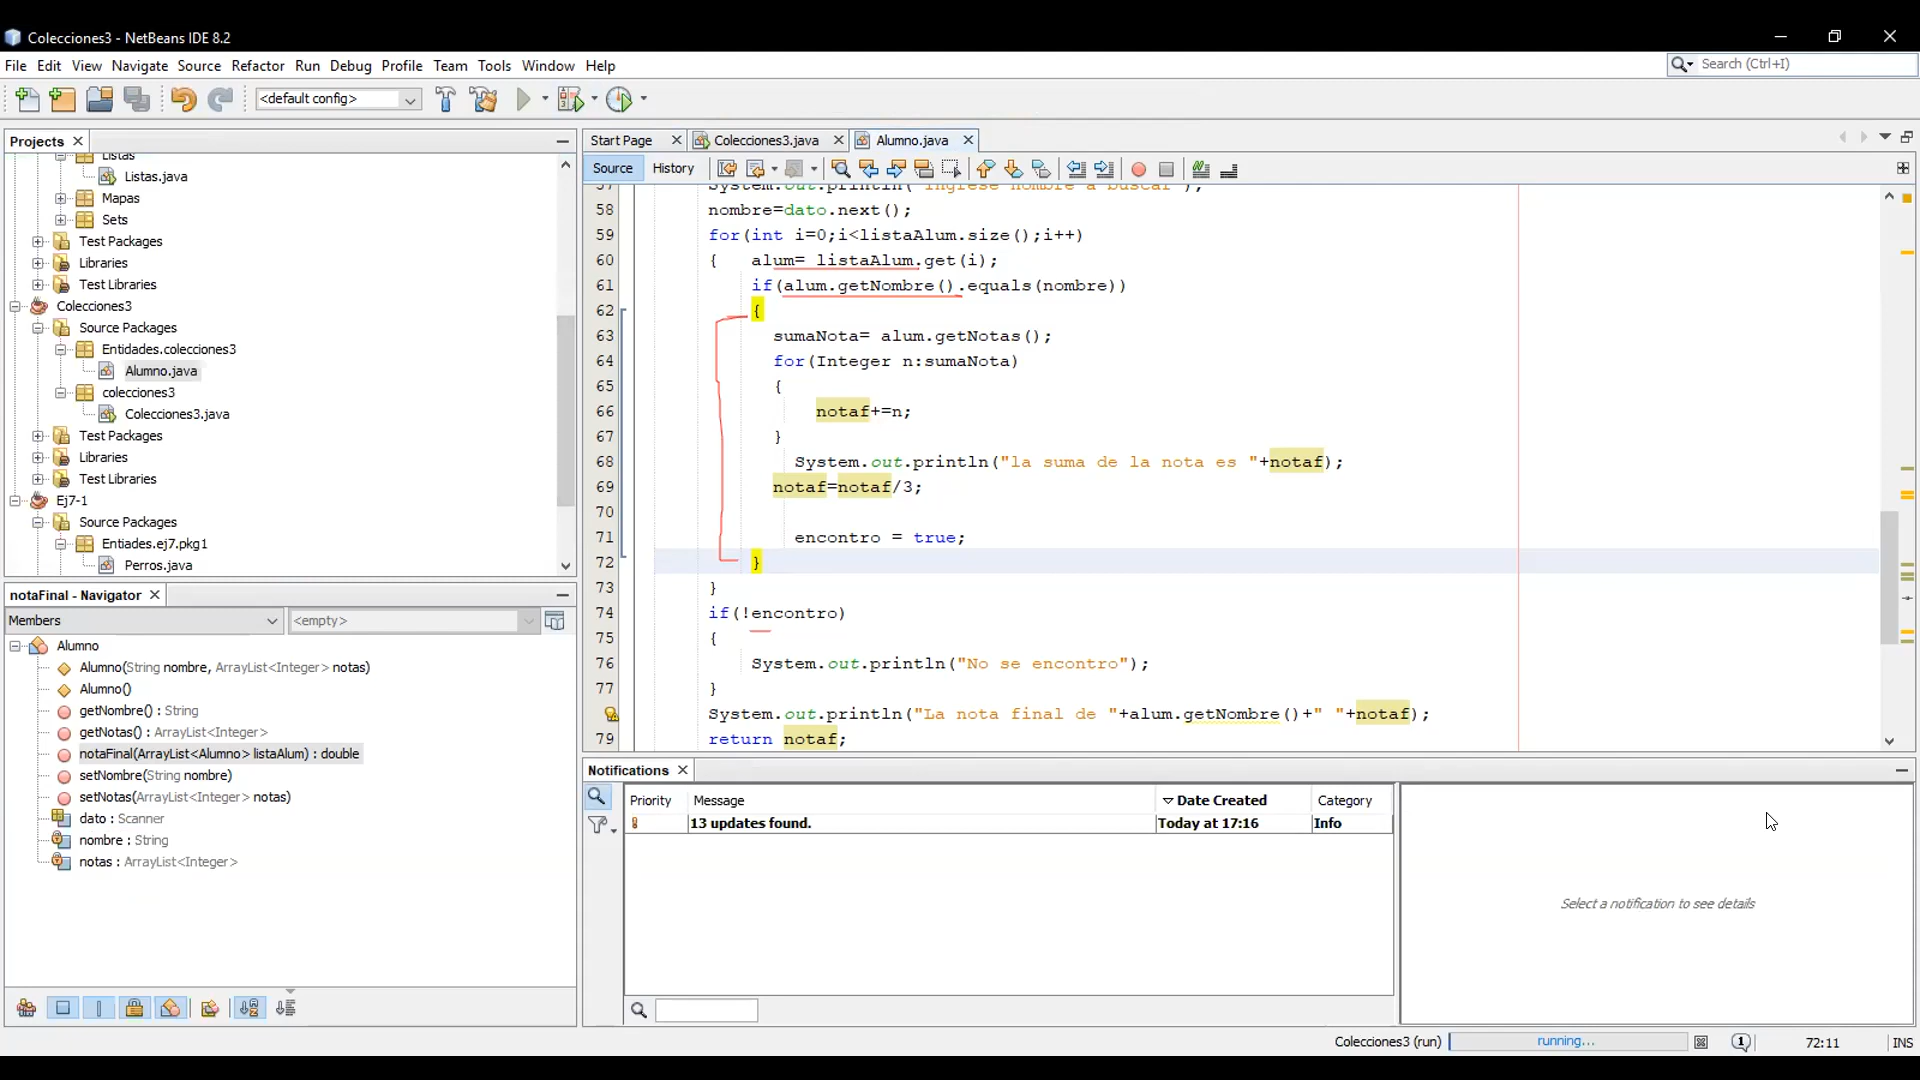 Colecciones3 - NetBeans IDE 8.2
File Edit View Navigate Source Refactor Run Debug Profile Team Tools Window Help
Search (Ctrl+I)
<default config>
Projects
Listas
Listas.java
Mapas
Sets
Test Packages
Libraries
Test Libraries
Colecciones3
Source Packages
Entidades.colecciones3
Alumno.java
colecciones3
Colecciones3.java
Test Packages
Libraries
Test Libraries
Ej7-1
Source Packages
Entiades.ej7.pkg1
Perros.java
notaFinal - Navigator
Members
<empty>
Alumno
Alumno(String nombre, ArrayList<Integer> notas)
Alumno()
getNombre() : String
getNotas() : ArrayList<Integer>
notaFinal(ArrayList<Alumno> listaAlum) : double
setNombre(String nombre)
setNotas(ArrayList<Integer> notas)
dato : Scanner
nombre : String
notas : ArrayList<Integer>
Start Page Colecciones3.java Alumno.java
Source History
57 System.out.println("Ingrese nombre a buscar");
58 nombre=dato.next();
59 for(int i=0;i<listaAlum.size();i++)
60 { alum= listaAlum.get(i);
61 if(alum.getNombre().equals(nombre))
62 {
63 sumaNota= alum.getNotas();
64 for(Integer n:sumaNota)
65 {
66 notaf+=n;
67 }
68 System.out.println("la suma de la nota es "+notaf);
69 notaf=notaf/3;
70
71 encontro = true;
72 }
73 }
74 if(!encontro)
75 {
76 System.out.println("No se encontro");
77 }
System.out.println("La nota final de "+alum.getNombre()+" "+notaf);
79 return notaf;
Notifications
Priority Message Date Created Category
13 updates found. Today at 17:16 Info
Select a notification to see details
Colecciones3 (run) running... 1 72:11 INS